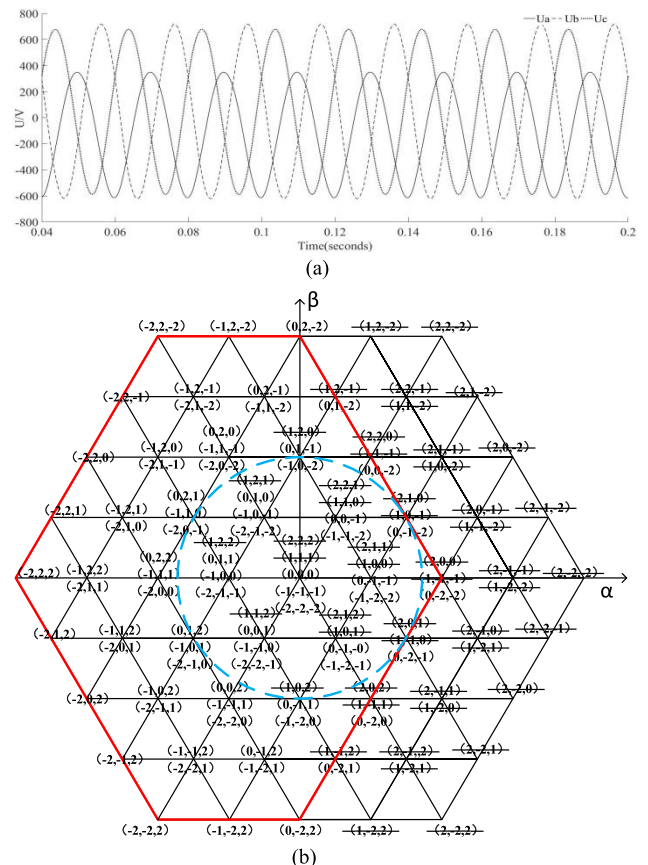 Ua Ub Uc
800
600
400
200
0
-200
-400
-600
-800
U/V
0.04 0.06 0.08 0.1 0.12 0.14 0.16 0.18 0.2
Time(seconds)
(a)
β
(-2,2,-2) (-1,2,-2) (0,2,-2) (1,2,-2) (2,2,-2)
(-2,2,-1) (-1,2,-1) (0,2,-1) (1,2,-1) (2,2,-1) (2,1,-2)
(-2,1,-2) (-1,1,-2) (0,1,-2) (1,1,-2)
(0,2,0) (1,2,0) (2,2,0)
(-2,2,0) (-1,2,0) (-1,1,-1) (0,1,-1) (2,1,-1) (2,0,-2)
(-2,1,-1) (-2,0,-2) (-1,0,-2) (0,0,-2) (1,0,-2)
(1,2,1) (2,2,1)
(0,2,1) (0,1,0) (1,1,0) (2,1,0)
(-2,2,1) (-1,2,1) (-1,1,0) (-1,0,-1) (0,0,-1) (1,0,-1) (2,0,-1) (2,-1,-2)
(-2,1,0) (-2,0,-1) (-2,-1,-2) (-1,-1,-2) (0,-1,-2) (1,-1,-2)
(1,2,2) (2,2,2) (2,1,1)
(0,2,2) (0,1,1) (1,1,1) (1,0,0) (2,0,0)
(-2,2,2) (-1,2,2) (-1,1,1) (-1,0,0) (0,0,0) (0,-1,-1) (2,-1,-1) (2,-2,-2)
(-2,1,1) (-2,0,0) (-2,-1,-1) (-1,-1,-1) (-1,-2,-2) (0,-2,-2) (1,-2,-2)
α
(-2,-2,-2)
(1,1,2) (2,1,2)
(0,1,2) (0,0,1) (1,0,1) (2,0,1)
(-2,1,2) (-1,1,2) (-1,0,1) (-1,-1,0) (0,-1,-0) (1,-1,0) (2,-1,0) (2,-2,-1)
(-2,0,1) (-2,-1,0) (-2,-2,-1) (-1,-2,-1) (0,-2,-1) (1,-2,-1)
(-2,0,2) (-1,0,2) (0,0,2) (1,0,2) (2,0,2) (2,-1,1) (2,-2,0)
(-2,-1,1) (-1,-1,1) (0,-1,1) (1,-1,1) (1,-2,0)
(-2,-2,0) (-1,-2,0) (0,-2,0)
(-2,-1,2) (-1,-1,2) (0,-1,2) (1,-1,2) (2,-1,2) (2,-2,1)
(-2,-2,1) (-1,-2,1) (0,-2,1) (1,-2,1)
(-2,-2,2) (-1,-2,2) (0,-2,2) (1,-2,2) (2,-2,2)
(b)